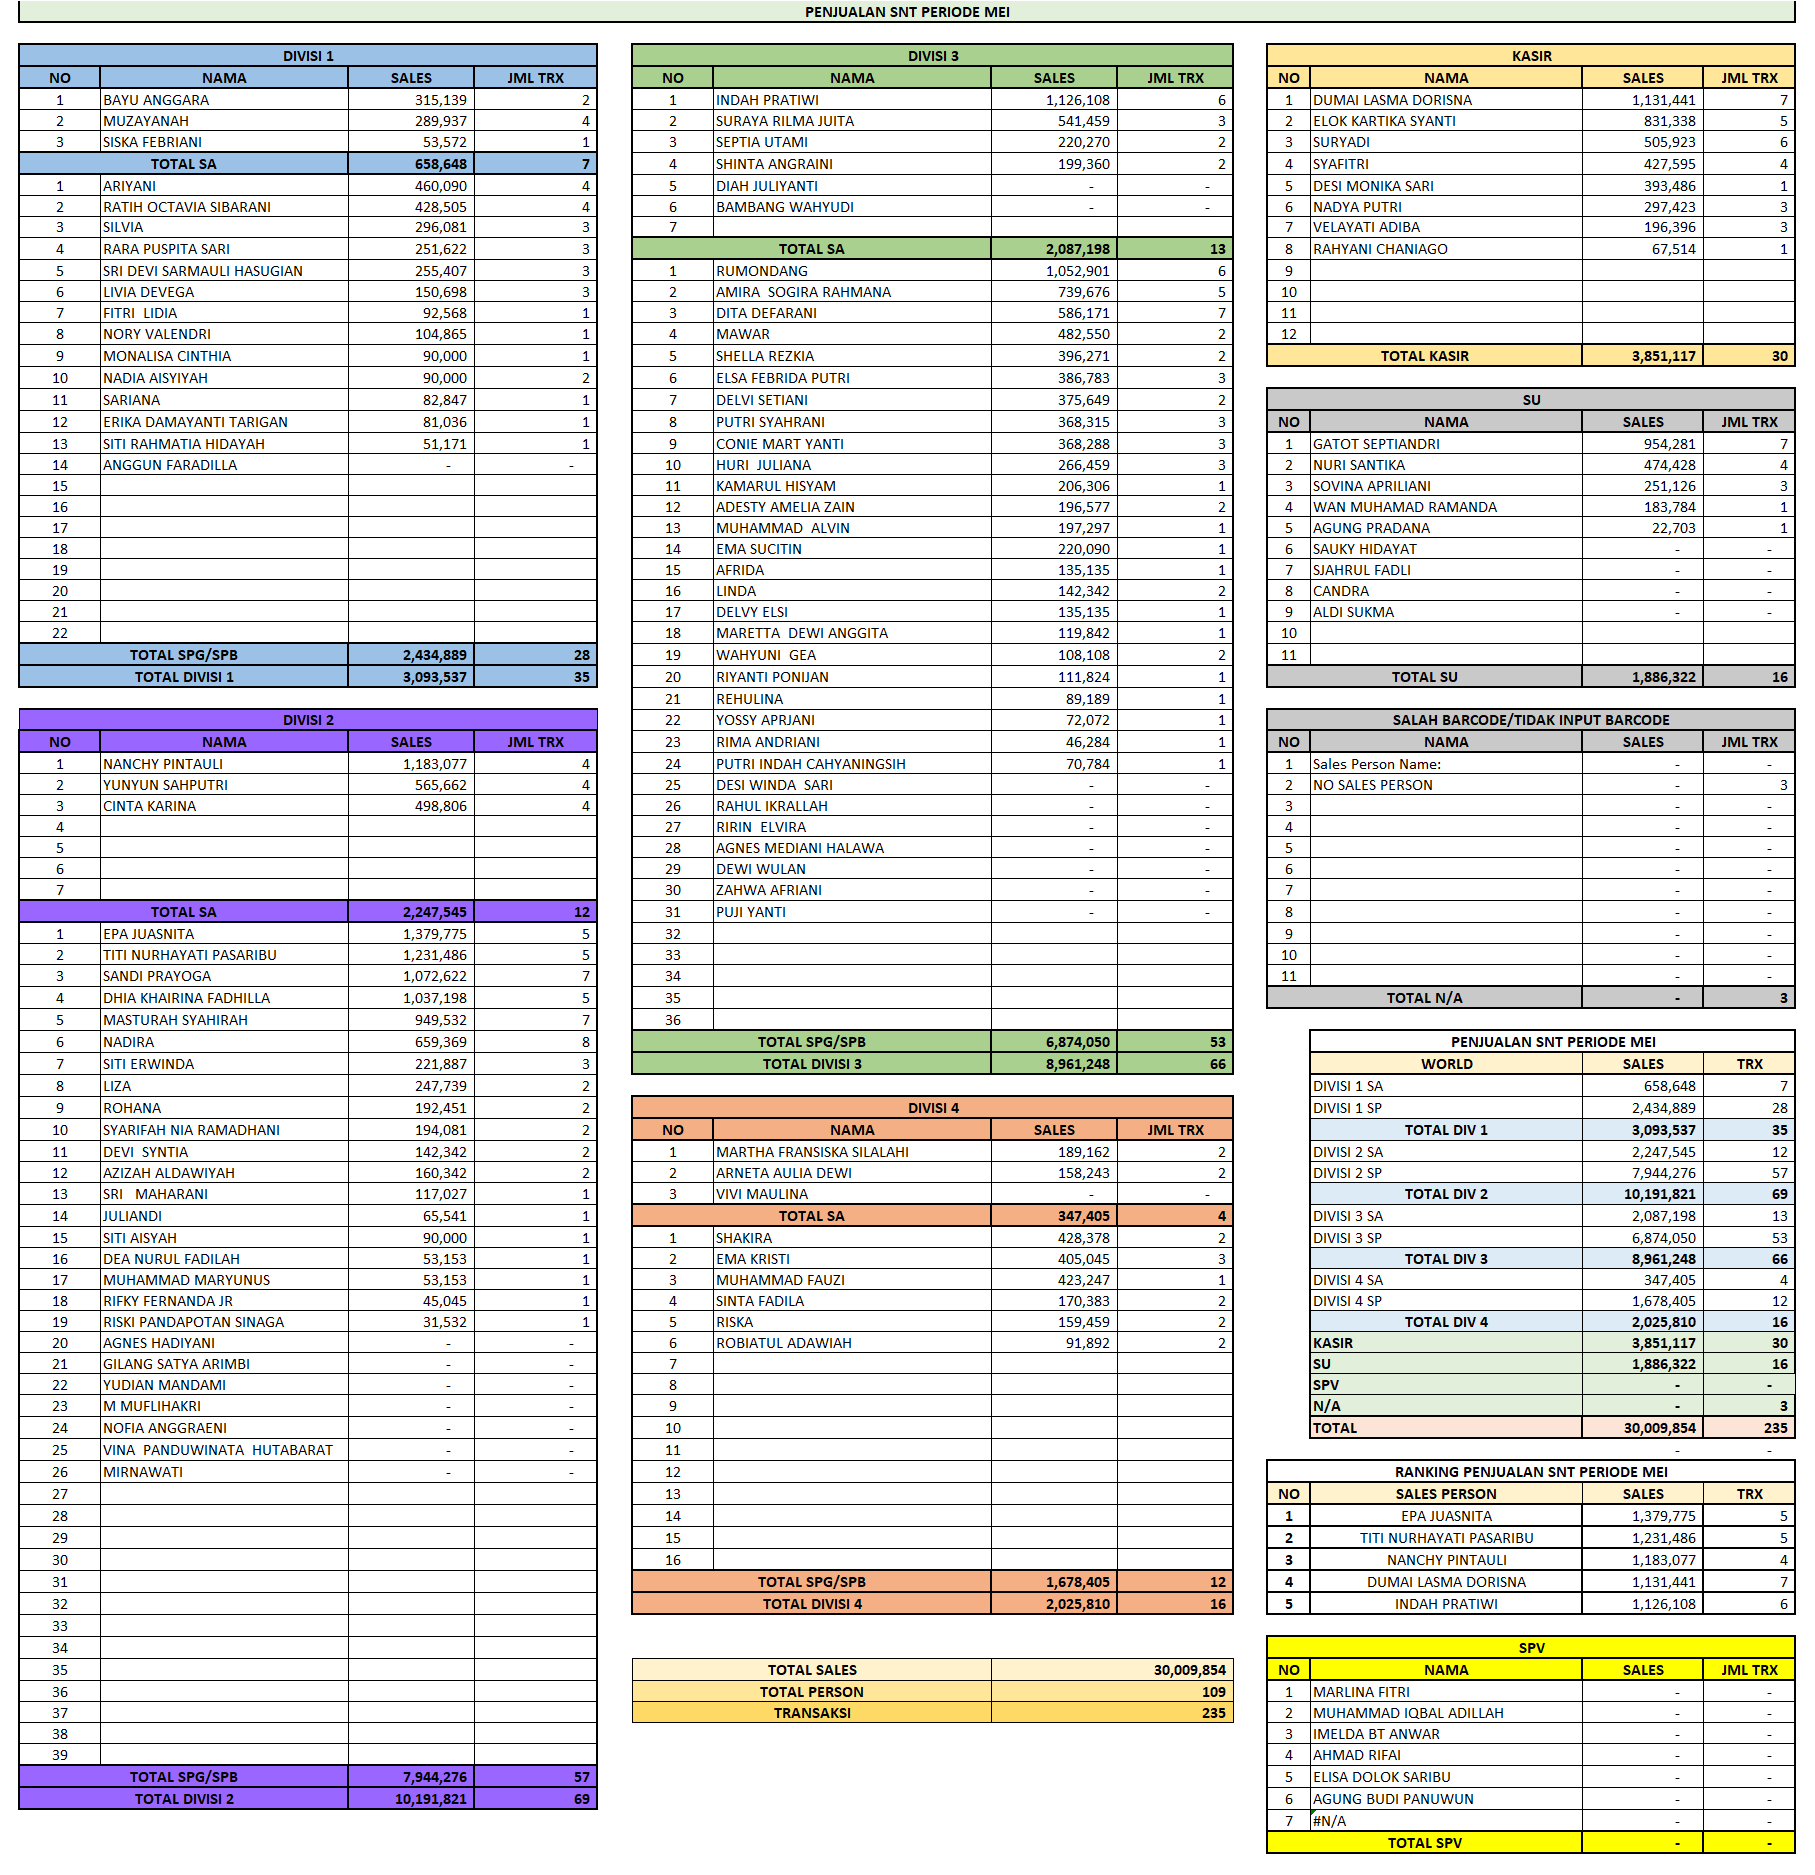 PENJUALAN SNT PERIODE MEI
DIVISI 1
NO NAMA SALES JML TRX
1 BAYU ANGGARA 315,139 2
2 MUZAYANAH 289,937 4
3 SISKA FEBRIANI 53,572 1
TOTAL SA 658,648 7
1 ARIYANI 460,090 4
2 RATIH OCTAVIA SIBARANI 428,505 4
3 SILVIA 296,081 3
4 RARA PUSPITA SARI 251,622 3
5 SRI DEVI SARMAULI HASUGIAN 255,407 3
6 LIVIA DEVEGA 150,698 3
7 FITRI  LIDIA 92,568 1
8 NORY VALENDRI 104,865 1
9 MONALISA CINTHIA 90,000 1
10 NADIA AISYIYAH 90,000 2
11 SARIANA 82,847 1
12 ERIKA DAMAYANTI TARIGAN 81,036 1
13 SITI RAHMATIA HIDAYAH 51,171 1
14 ANGGUN FARADILLA - -
15
16
17
18
19
20
21
22
TOTAL SPG/SPB 2,434,889 28
TOTAL DIVISI 1 3,093,537 35
DIVISI 2
NO NAMA SALES JML TRX
1 NANCHY PINTAULI 1,183,077 4
2 YUNYUN SAHPUTRI 565,662 4
3 CINTA KARINA 498,806 4
4
5
6
7
TOTAL SA 2,247,545 12
1 EPA JUASNITA 1,379,775 5
2 TITI NURHAYATI PASARIBU 1,231,486 5
3 SANDI PRAYOGA 1,072,622 7
4 DHIA KHAIRINA FADHILLA 1,037,198 5
5 MASTURAH SYAHIRAH 949,532 7
6 NADIRA 659,369 8
7 SITI ERWINDA 221,887 3
8 LIZA 247,739 2
9 ROHANA 192,451 2
10 SYARIFAH NIA RAMADHANI 194,081 2
11 DEVI  SYNTIA 142,342 2
12 AZIZAH ALDAWIYAH 160,342 2
13 SRI   MAHARANI 117,027 1
14 JULIANDI 65,541 1
15 SITI AISYAH 90,000 1
16 DEA NURUL FADILAH 53,153 1
17 MUHAMMAD MARYUNUS 53,153 1
18 RIFKY FERNANDA JR 45,045 1
19 RISKI PANDAPOTAN SINAGA 31,532 1
20 AGNES HADIYANI - -
21 GILANG SATYA ARIMBI - -
22 YUDIAN MANDAMI - -
23 M MUFLIHAKRI - -
24 NOFIA ANGGRAENI - -
25 VINA  PANDUWINATA  HUTABARAT - -
26 MIRNAWATI - -
27
28
29
30
31
32
33
34
35
36
37
38
39
TOTAL SPG/SPB 7,944,276 57
TOTAL DIVISI 2 10,191,821 69
DIVISI 3
NO NAMA SALES JML TRX
1 INDAH PRATIWI 1,126,108 6
2 SURAYA RILMA JUITA 541,459 3
3 SEPTIA UTAMI 220,270 2
4 SHINTA ANGRAINI 199,360 2
5 DIAH JULIYANTI - -
6 BAMBANG WAHYUDI - -
7
TOTAL SA 2,087,198 13
1 RUMONDANG 1,052,901 6
2 AMIRA  SOGIRA RAHMANA 739,676 5
3 DITA DEFARANI 586,171 7
4 MAWAR 482,550 2
5 SHELLA REZKIA 396,271 2
6 ELSA FEBRIDA PUTRI 386,783 3
7 DELVI SETIANI 375,649 2
8 PUTRI SYAHRANI 368,315 3
9 CONIE MART YANTI 368,288 3
10 HURI  JULIANA 266,459 3
11 KAMARUL HISYAM 206,306 1
12 ADESTY AMELIA ZAIN 196,577 2
13 MUHAMMAD  ALVIN 197,297 1
14 EMA SUCITIN 220,090 1
15 AFRIDA 135,135 1
16 LINDA 142,342 2
17 DELVY ELSI 135,135 1
18 MARETTA  DEWI ANGGITA 119,842 1
19 WAHYUNI  GEA 108,108 2
20 RIYANTI PONIJAN 111,824 1
21 REHULINA 89,189 1
22 YOSSY APRJANI 72,072 1
23 RIMA ANDRIANI 46,284 1
24 PUTRI INDAH CAHYANINGSIH 70,784 1
25 DESI WINDA  SARI - -
26 RAHUL IKRALLAH - -
27 RIRIN  ELVIRA - -
28 AGNES MEDIANI HALAWA - -
29 DEWI WULAN - -
30 ZAHWA AFRIANI - -
31 PUJI YANTI - -
32
33
34
35
36
TOTAL SPG/SPB 6,874,050 53
TOTAL DIVISI 3 8,961,248 66
DIVISI 4
NO NAMA SALES JML TRX
1 MARTHA FRANSISKA SILALAHI 189,162 2
2 ARNETA AULIA DEWI 158,243 2
3 VIVI MAULINA - -
TOTAL SA 347,405 4
1 SHAKIRA 428,378 2
2 EMA KRISTI 405,045 3
3 MUHAMMAD FAUZI 423,247 1
4 SINTA FADILA 170,383 2
5 RISKA 159,459 2
6 ROBIATUL ADAWIAH 91,892 2
7
8
9
10
11
12
13
14
15
16
TOTAL SPG/SPB 1,678,405 12
TOTAL DIVISI 4 2,025,810 16
TOTAL SALES 30,009,854
TOTAL PERSON 109
TRANSAKSI 235
KASIR
NO NAMA SALES JML TRX
1 DUMAI LASMA DORISNA 1,131,441 7
2 ELOK KARTIKA SYANTI 831,338 5
3 SURYADI 505,923 6
4 SYAFITRI 427,595 4
5 DESI MONIKA SARI 393,486 1
6 NADYA PUTRI 297,423 3
7 VELAYATI ADIBA 196,396 3
8 RAHYANI CHANIAGO 67,514 1
9
10
11
12
TOTAL KASIR 3,851,117 30
SU
NO NAMA SALES JML TRX
1 GATOT SEPTIANDRI 954,281 7
2 NURI SANTIKA 474,428 4
3 SOVINA APRILIANI 251,126 3
4 WAN MUHAMAD RAMANDA 183,784 1
5 AGUNG PRADANA 22,703 1
6 SAUKY HIDAYAT - -
7 SJAHRUL FADLI - -
8 CANDRA - -
9 ALDI SUKMA - -
10
11
TOTAL SU 1,886,322 16
SALAH BARCODE/TIDAK INPUT BARCODE
NO NAMA SALES JML TRX
1 Sales Person Name: - -
2 NO SALES PERSON - 3
3 - -
4 - -
5 - -
6 - -
7 - -
8 - -
9 - -
10 - -
11 - -
TOTAL N/A - 3
PENJUALAN SNT PERIODE MEI
WORLD SALES TRX
DIVISI 1 SA 658,648 7
DIVISI 1 SP 2,434,889 28
TOTAL DIV 1 3,093,537 35
DIVISI 2 SA 2,247,545 12
DIVISI 2 SP 7,944,276 57
TOTAL DIV 2 10,191,821 69
DIVISI 3 SA 2,087,198 13
DIVISI 3 SP 6,874,050 53
TOTAL DIV 3 8,961,248 66
DIVISI 4 SA 347,405 4
DIVISI 4 SP 1,678,405 12
TOTAL DIV 4 2,025,810 16
KASIR 3,851,117 30
SU 1,886,322 16
SPV - -
N/A - 3
TOTAL 30,009,854 235
- -
RANKING PENJUALAN SNT PERIODE MEI
NO SALES PERSON SALES TRX
1 EPA JUASNITA 1,379,775 5
2 TITI NURHAYATI PASARIBU 1,231,486 5
3 NANCHY PINTAULI 1,183,077 4
4 DUMAI LASMA DORISNA 1,131,441 7
5 INDAH PRATIWI 1,126,108 6
SPV
NO NAMA SALES JML TRX
1 MARLINA FITRI - -
2 MUHAMMAD IQBAL ADILLAH - -
3 IMELDA BT ANWAR - -
4 AHMAD RIFAI - -
5 ELISA DOLOK SARIBU - -
6 AGUNG BUDI PANUWUN - -
7 #N/A - -
TOTAL SPV - -